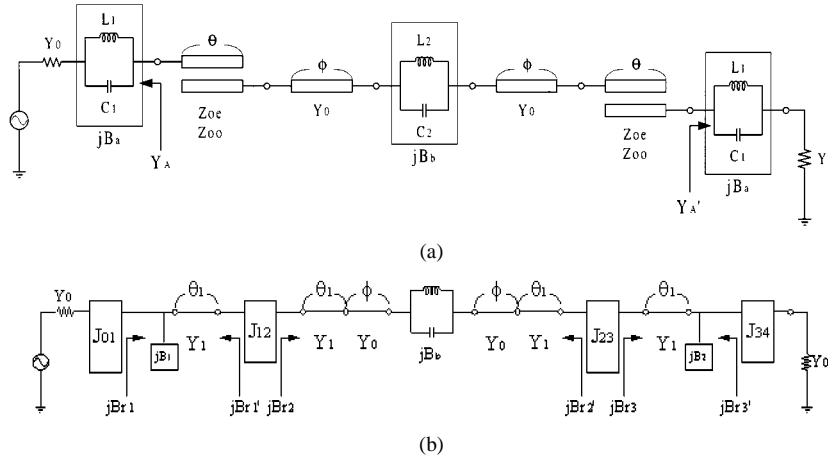 Y0
L1
C1
jBa
YA
θ
Zoe
Zoo
ϕ
Y0
L2
C2
jBb
ϕ
Y0
θ
Zoe
Zoo
YA'
L1
C1
jBa
Y
(a)
Y0
J01
jBr1
jB1
θ1
Y1
jBr1'
J12
jBr2
θ1
ϕ
Y1
Y0
jBb
ϕ
θ1
Y0
Y1
jBr2'
J23
jBr3
θ1
Y1
jB2
jBr3'
J34
Y0
(b)